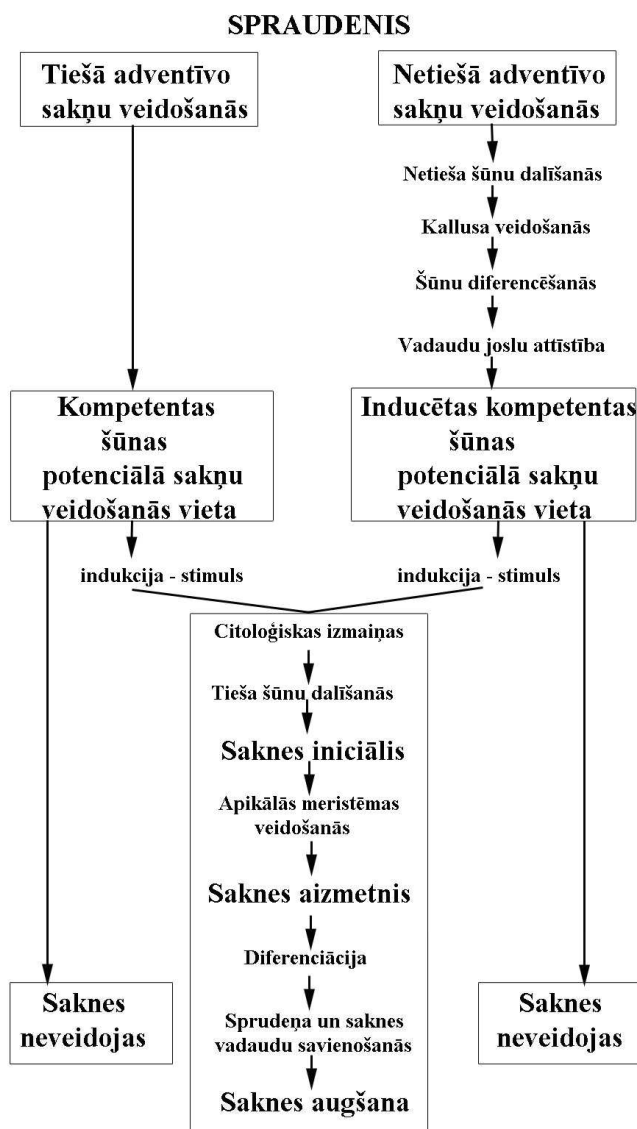 SPRAUDENIS
Tiešā adventīvo
sakņu veidošanās
Netiešā adventīvo
sakņu veidošanās
Netieša šūnu dalīšanās
Kallusa veidošanās
Šūnu diferencēšanās
Vadaudu joslu attīstība
Kompetentas
šūnas
potenciālā sakņu
veidošanās vieta
Inducētas kompetentas
šūnas
potenciālā sakņu
veidošanās vieta
indukcija - stimuls
indukcija - stimuls
Citoloģiskas izmaiņas
Tieša šūnu dalīšanās
Saknes iniciālis
Apikālās meristēmas
veidošanās
Saknes aizmetnis
Diferenciācija
Sprudeņa un saknes
vadaudu savienošanās
Saknes augšana
Saknes
neveidojas
Saknes
neveidojas